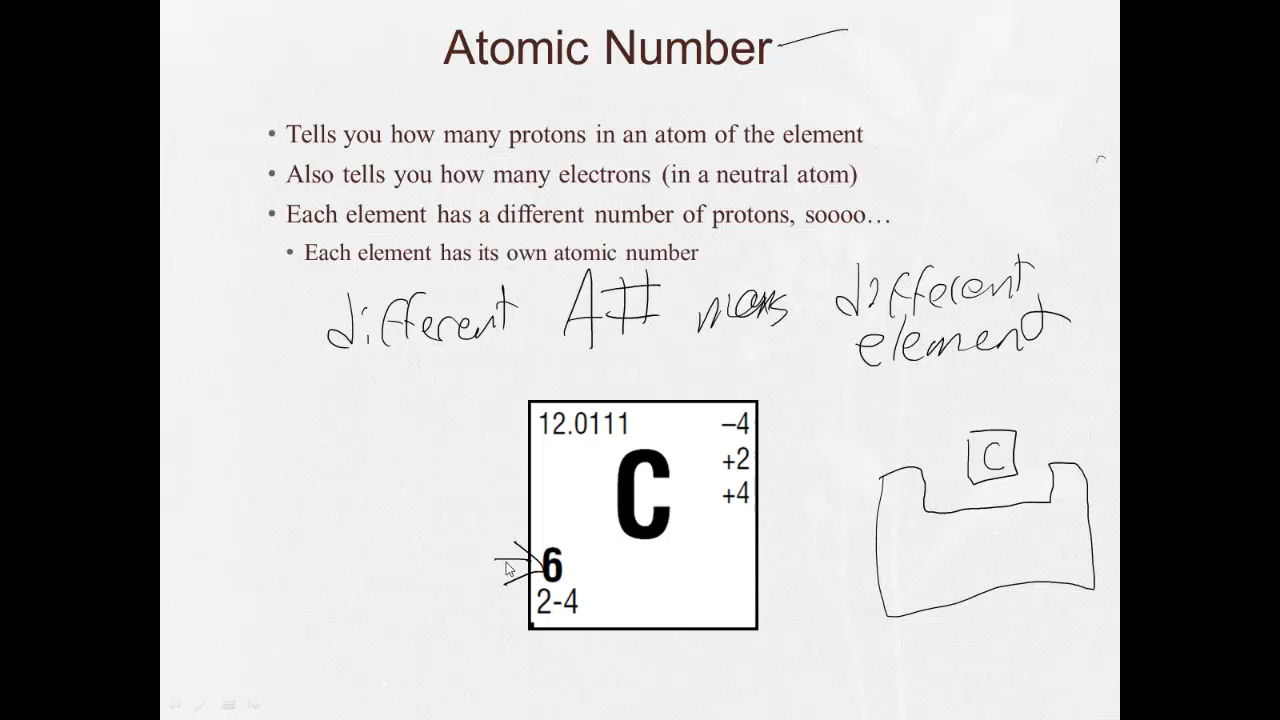 Atomic Number
• Tells you how many protons in an atom of the element
• Also tells you how many electrons (in a neutral atom)
• Each element has a different number of protons, soooo…
• Each element has its own atomic number
different A# means different
element
12.0111 –4
C +2
+4
6
2-4
C